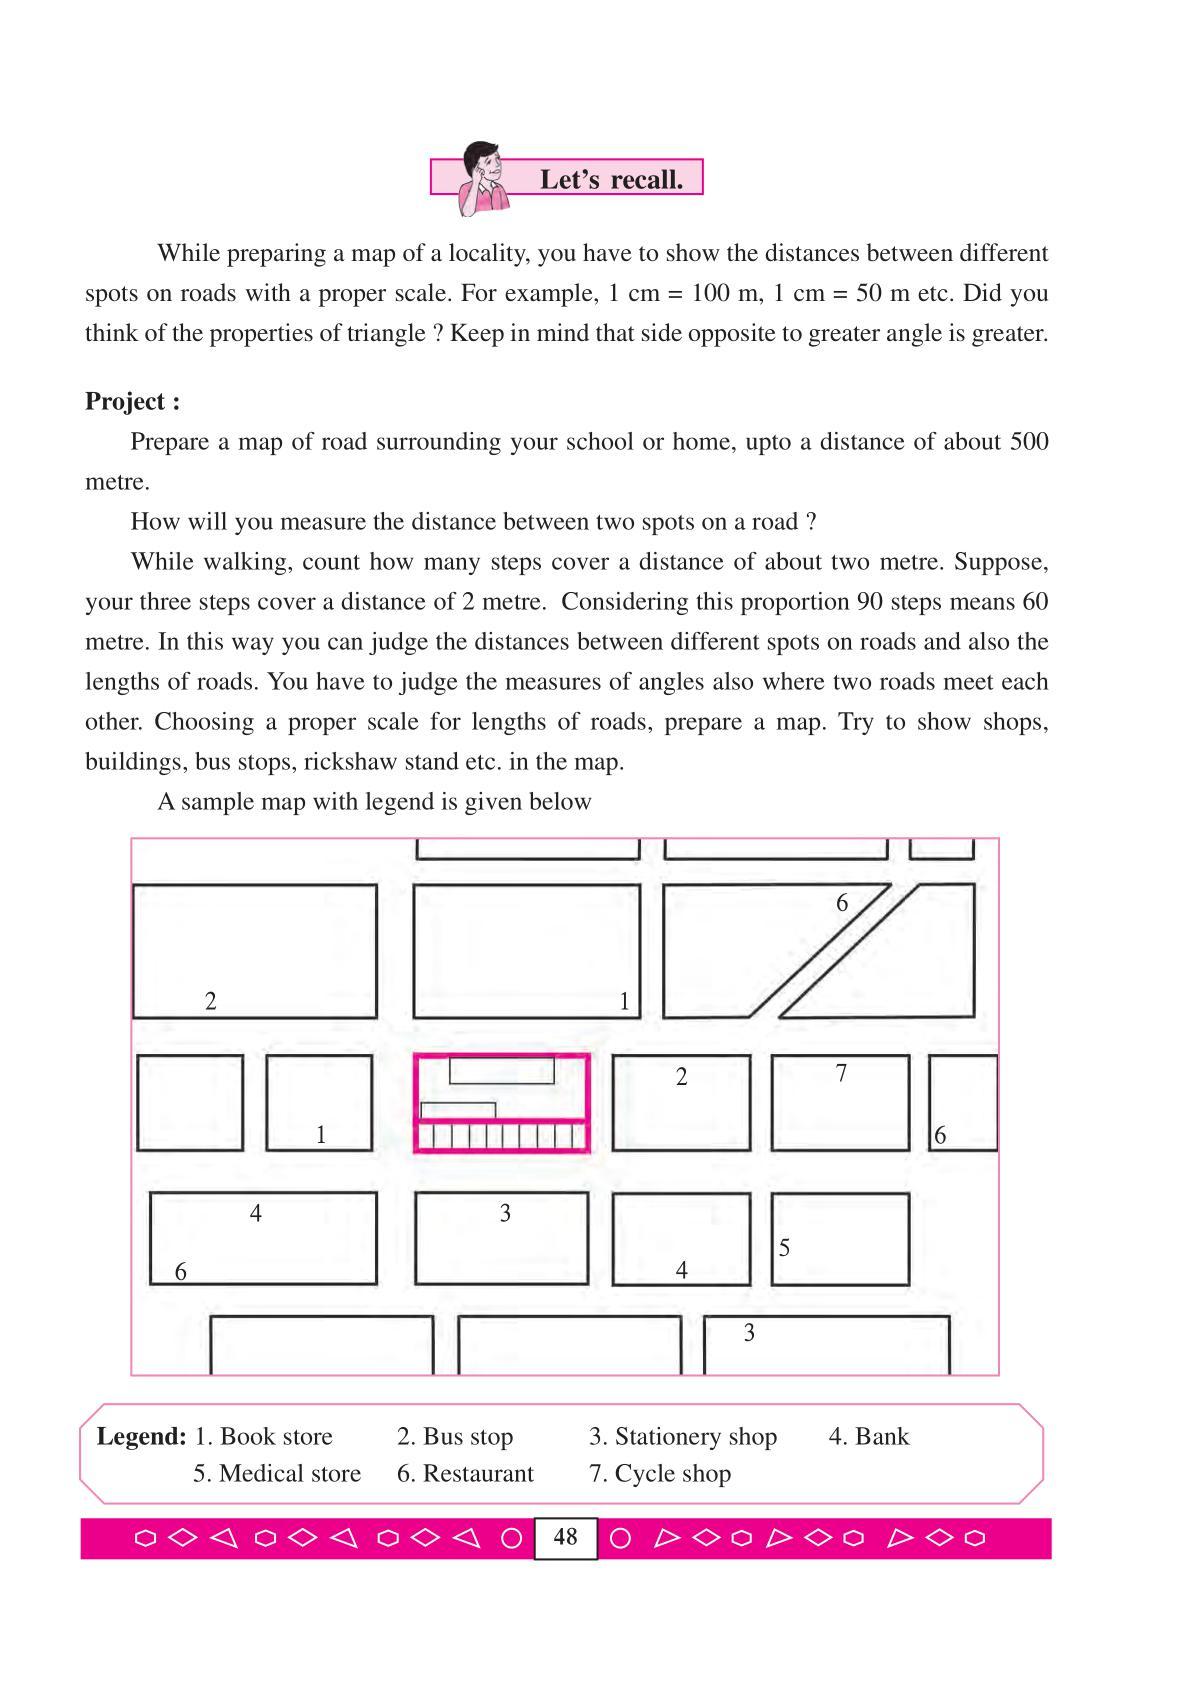 Let's recall.
While preparing a map of a locality, you have to show the distances between different
spots on roads with a proper scale. For example, 1 cm = 100 m, 1 cm = 50 m etc. Did you
think of the properties of triangle ? Keep in mind that side opposite to greater angle is greater.
Project :
Prepare a map of road surrounding your school or home, upto a distance of about 500
metre.
How will you measure the distance between two spots on a road ?
While walking, count how many steps cover a distance of about two metre. Suppose,
your three steps cover a distance of 2 metre. Considering this proportion 90 steps means 60
metre. In this way you can judge the distances between different spots on roads and also the
lengths of roads. You have to judge the measures of angles also where two roads meet each
other. Choosing a proper scale for lengths of roads, prepare a map. Try to show shops,
buildings, bus stops, rickshaw stand etc. in the map.
A sample map with legend is given below
6
2 1
2 7
1 6
4 3
5
6 4
3
Legend: 1. Book store 2. Bus stop 3. Stationery shop 4. Bank
5. Medical store 6. Restaurant 7. Cycle shop
48